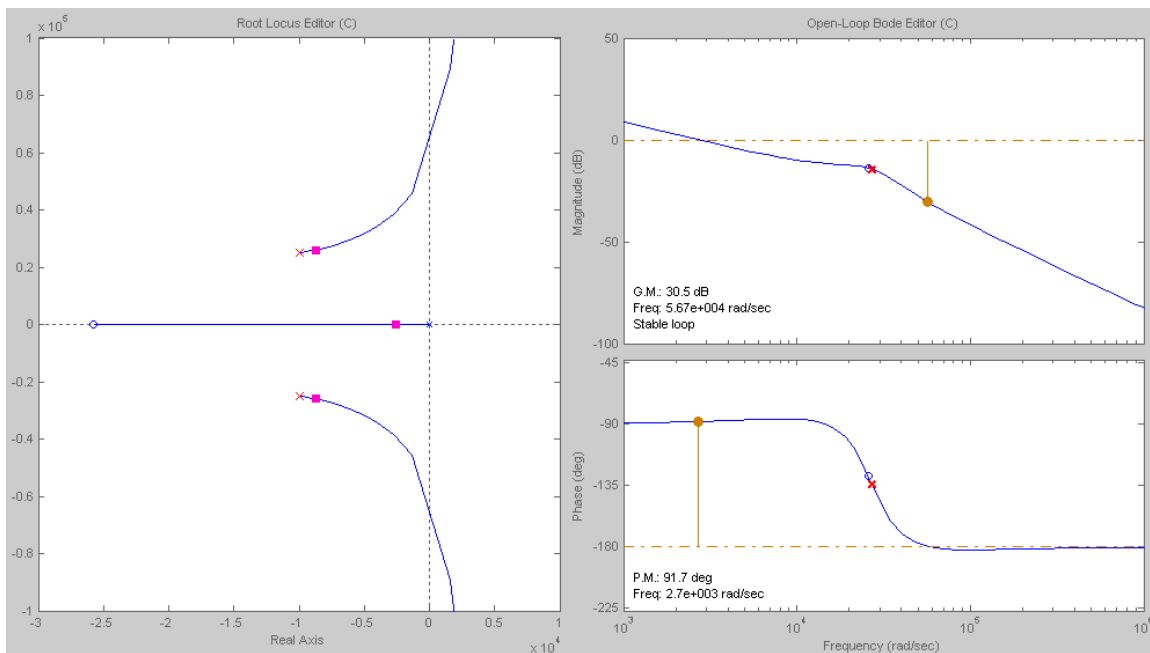 Root Locus Editor (C)
x 10^5
1
0.8
0.6
0.4
0.2
0
-0.2
-0.4
-0.6
-0.8
-1
-3
-2.5
-2
-1.5
-1
-0.5
0
0.5
1
x 10^4
Real Axis
Open-Loop Bode Editor (C)
50
0
-50
-100
Magnitude (dB)
G.M.: 30.5 dB
Freq: 5.67e+004 rad/sec
Stable loop
-45
-90
-135
-180
-225
Phase (deg)
P.M.: 91.7 deg
Freq: 2.7e+003 rad/sec
10^3
10^4
10^5
Frequency (rad/sec)